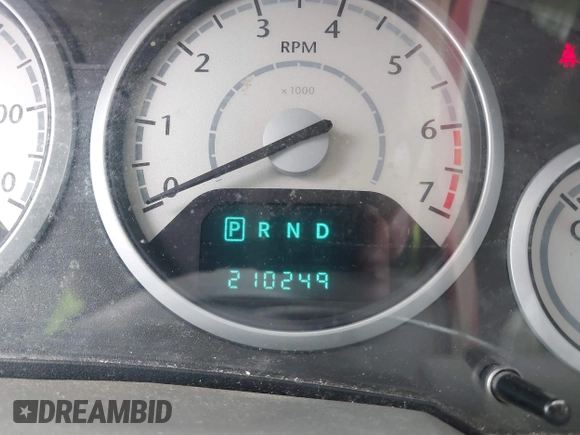 3 4
2 RPM 5
x 1000
1 6
0 7
P R N D
210249
DREAMBID